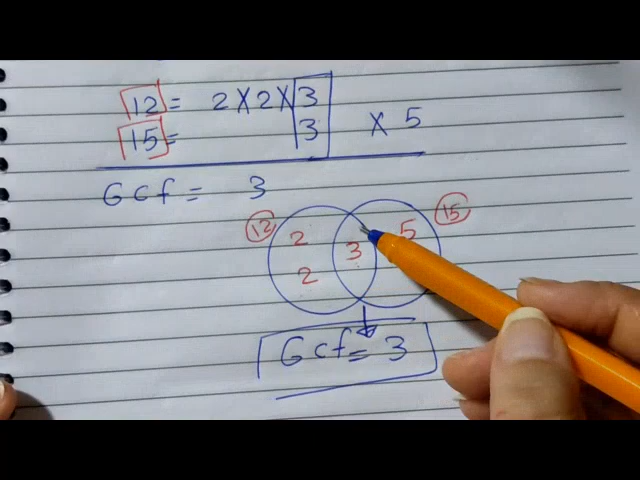 12 = 2 X 2 X 3
15 = 3 X 5
GCf = 3
12 15
2 3 5
2
GCf = 3